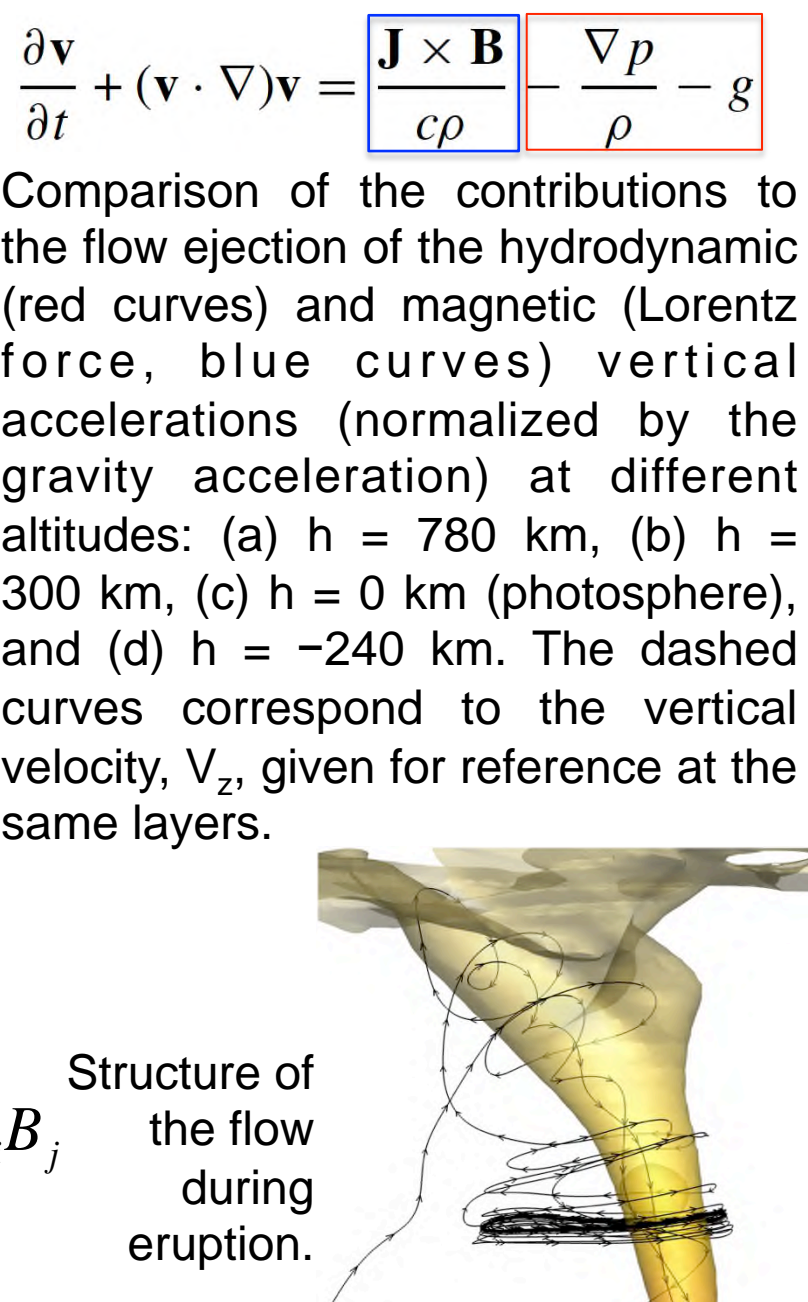 ∂v/∂t + (v · ∇)v = J × B/cρ − ∇p/ρ − g
Comparison of the contributions to
the flow ejection of the hydrodynamic
(red curves) and magnetic (Lorentz
force, blue curves) vertical
accelerations (normalized by the
gravity acceleration) at different
altitudes: (a) h = 780 km, (b) h =
300 km, (c) h = 0 km (photosphere),
and (d) h = −240 km. The dashed
curves correspond to the vertical
velocity, V_z, given for reference at the
same layers.
Structure of
B_j the flow
during
eruption.